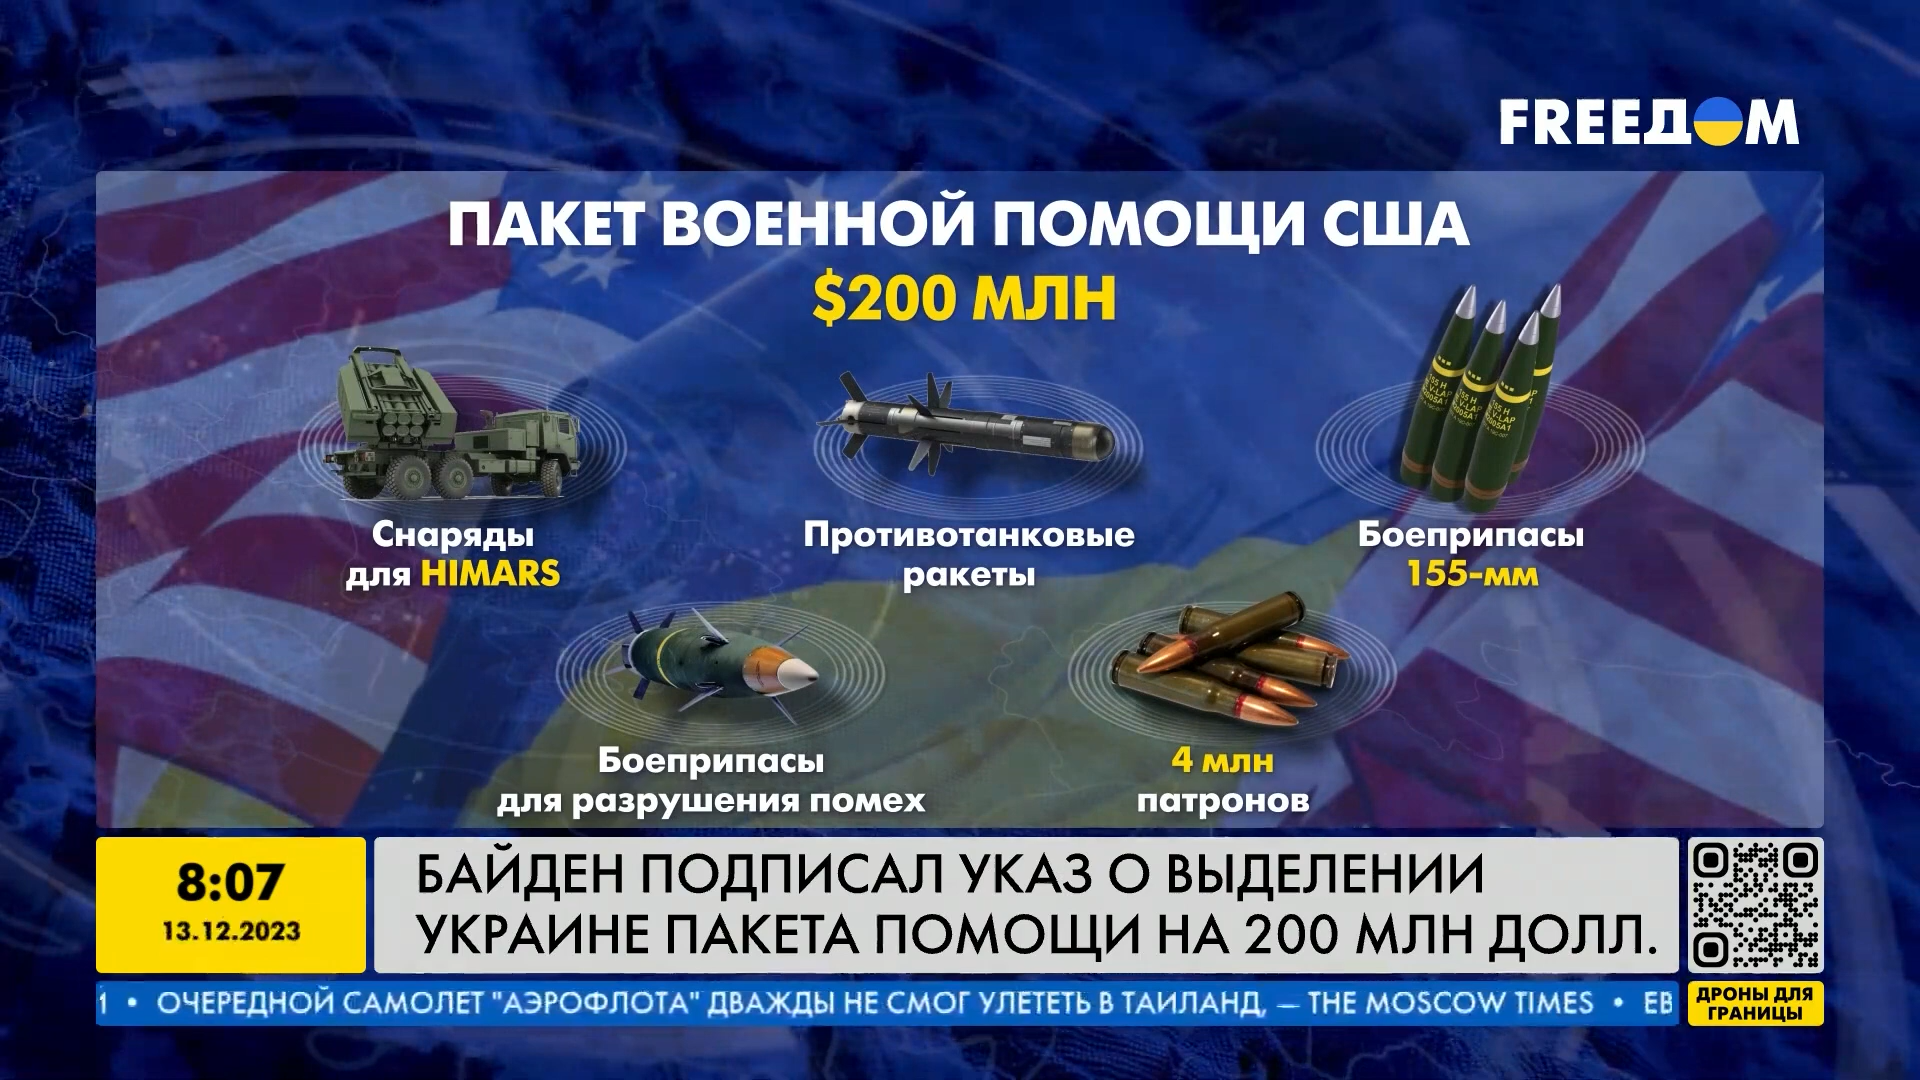 FREEДOM
ПАКЕТ ВОЕННОЙ ПОМОЩИ США
$200 МЛН
Снаряды
для HIMARS
Противотанковые
ракеты
Боеприпасы
155-мм
Боеприпасы
для разрушения помех
4 млн
патронов
8:07
13.12.2023
БАЙДЕН ПОДПИСАЛ УКАЗ О ВЫДЕЛЕНИИ
УКРАИНЕ ПАКЕТА ПОМОЩИ НА 200 МЛН ДОЛЛ.
• ОЧЕРЕДНОЙ САМОЛЕТ "АЭРОФЛОТА" ДВАЖДЫ НЕ СМОГ УЛЕТЕТЬ В ТАИЛАНД, — THE MOSCOW TIMES • ЕВ
ДРОНЫ ДЛЯ
ГРАНИЦЫ